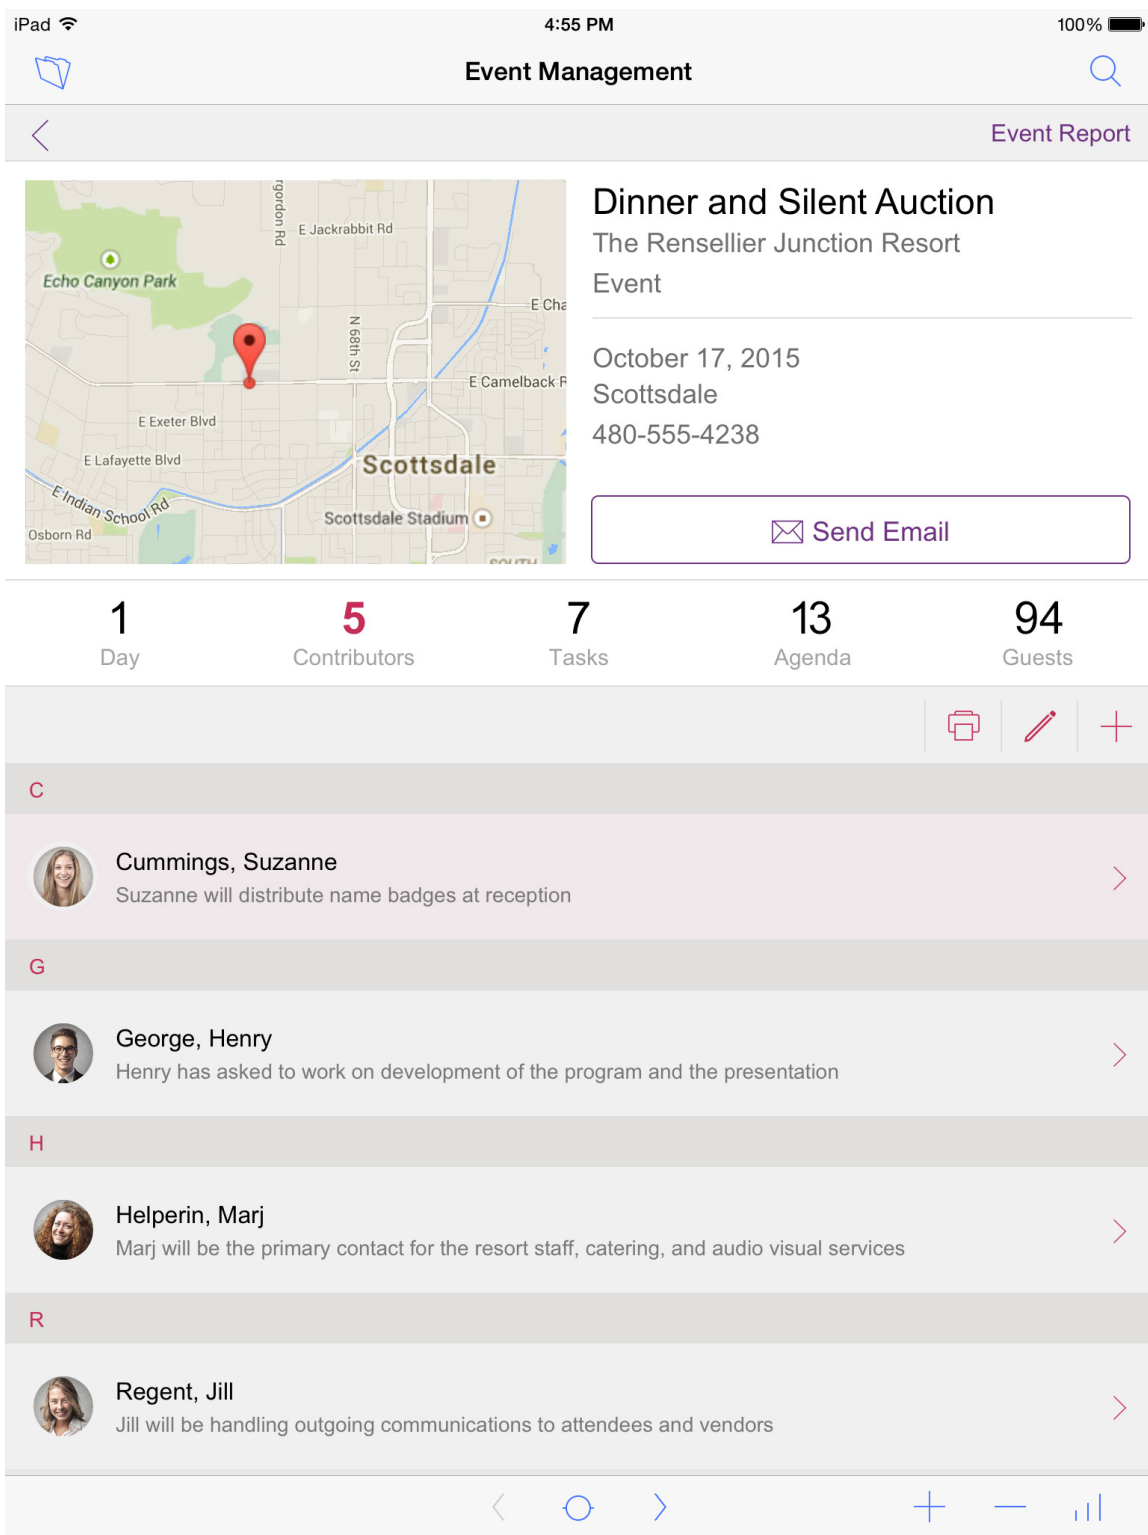 iPad
4:55 PM
100%
Event Management
Event Report
rgordon Rd
E Jackrabbit Rd
Echo Canyon Park
E Cha
N 68th St
E Camelback R
E Exeter Blvd
E Lafayette Blvd
Scottsdale
E Indian School Rd
Scottsdale Stadium
Osborn Rd
SOUTH
Dinner and Silent Auction
The Rensellier Junction Resort
Event
October 17, 2015
Scottsdale
480-555-4238
Send Email
1 5 7 13 94
Day Contributors Tasks Agenda Guests
C
Cummings, Suzanne
Suzanne will distribute name badges at reception
G
George, Henry
Henry has asked to work on development of the program and the presentation
H
Helperin, Marj
Marj will be the primary contact for the resort staff, catering, and audio visual services
R
Regent, Jill
Jill will be handling outgoing communications to attendees and vendors